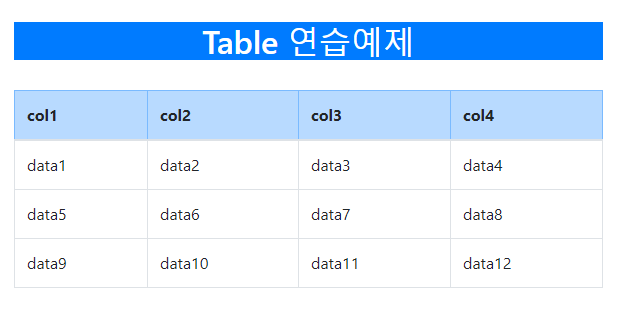 Table 연습예제
col1 col2 col3 col4
data1 data2 data3 data4
data5 data6 data7 data8
data9 data10 data11 data12